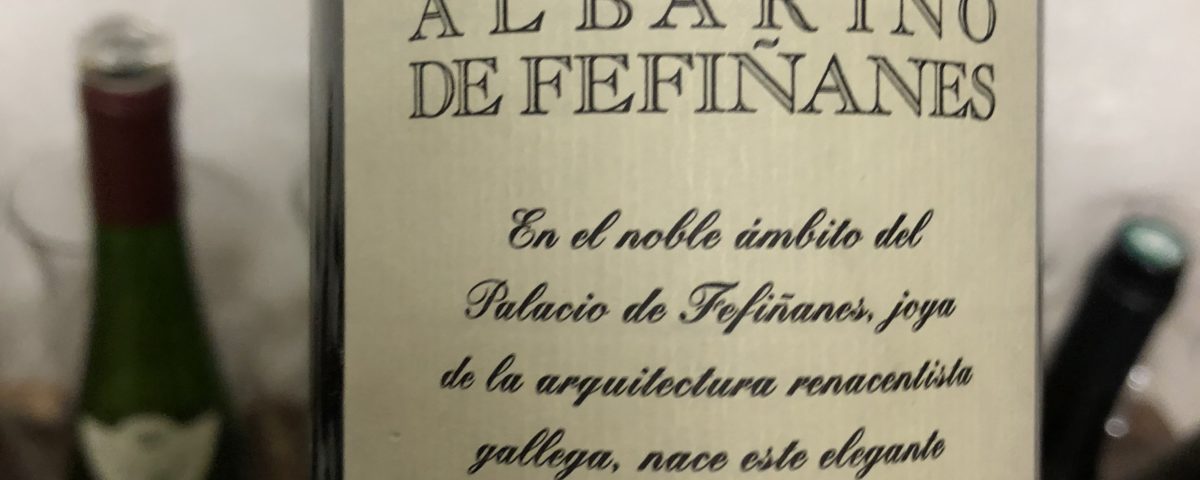 ALBARIÑO
DE FEFIÑANES
En el noble ámbito del
Palacio de Fefiñanes, joya
de la arquitectura renacentista
gallega, nace este elegante